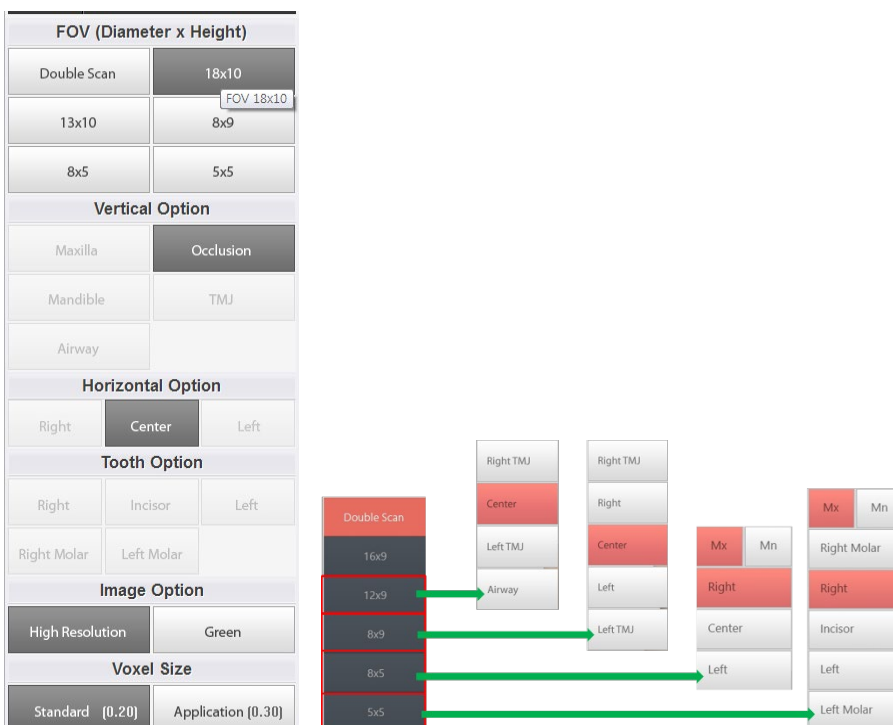 FOV (Diameter x Height)
Double Scan 18x10
FOV 18x10
13x10 8x9
8x5 5x5
Vertical Option
Maxilla Occlusion
Mandible TMJ
Airway
Horizontal Option
Right Center Left
Tooth Option
Right Incisor Left
Right Molar Left Molar
Image Option
High Resolution Green
Voxel Size
Standard (0.20) Application (0.30)
Double Scan
16x9
12x9
8x9
8x5
5x5
Right TMJ
Center
Left TMJ
Airway
Right TMJ
Right
Center
Left
Left TMJ
Mx Mn
Right
Center
Left
Mx Mn
Right Molar
Right
Incisor
Left
Left Molar